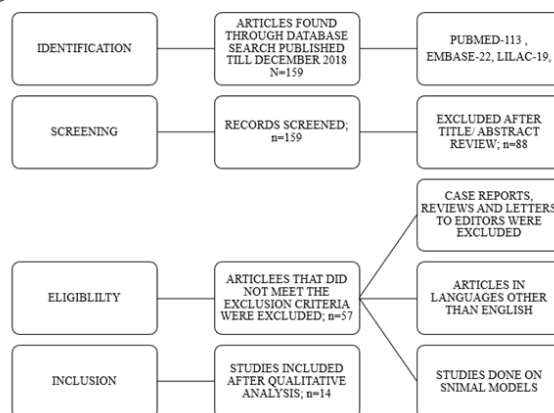 IDENTIFICATION
ARTICLES FOUND
THROUGH DATABASE
SEARCH PUBLISHED
TILL DECEMBER 2018
N=159
PUBMED-113 ,
EMBASE-22, LILAC-19,
SCREENING
RECORDS SCREENED;
n=159
EXCLUDED AFTER
TITLE/ ABSTRACT
REVIEW; n=88
CASE REPORTS,
REVIEWS AND LETTERS
TO EDITORS WERE
EXCLUDED
ELIGIBLILTY
ARTICLEES THAT DID
NOT MEET THE
EXCLUSION CRITERIA
WERE EXCLUDED; n=57
ARTICLES IN
LANGUAGES OTHER
THAN ENGLISH
INCLUSION
STUDIES INCLUDED
AFTER QUALITATIVE
ANALYSIS; n=14
STUDIES DONE ON
SNIMAL MODELS